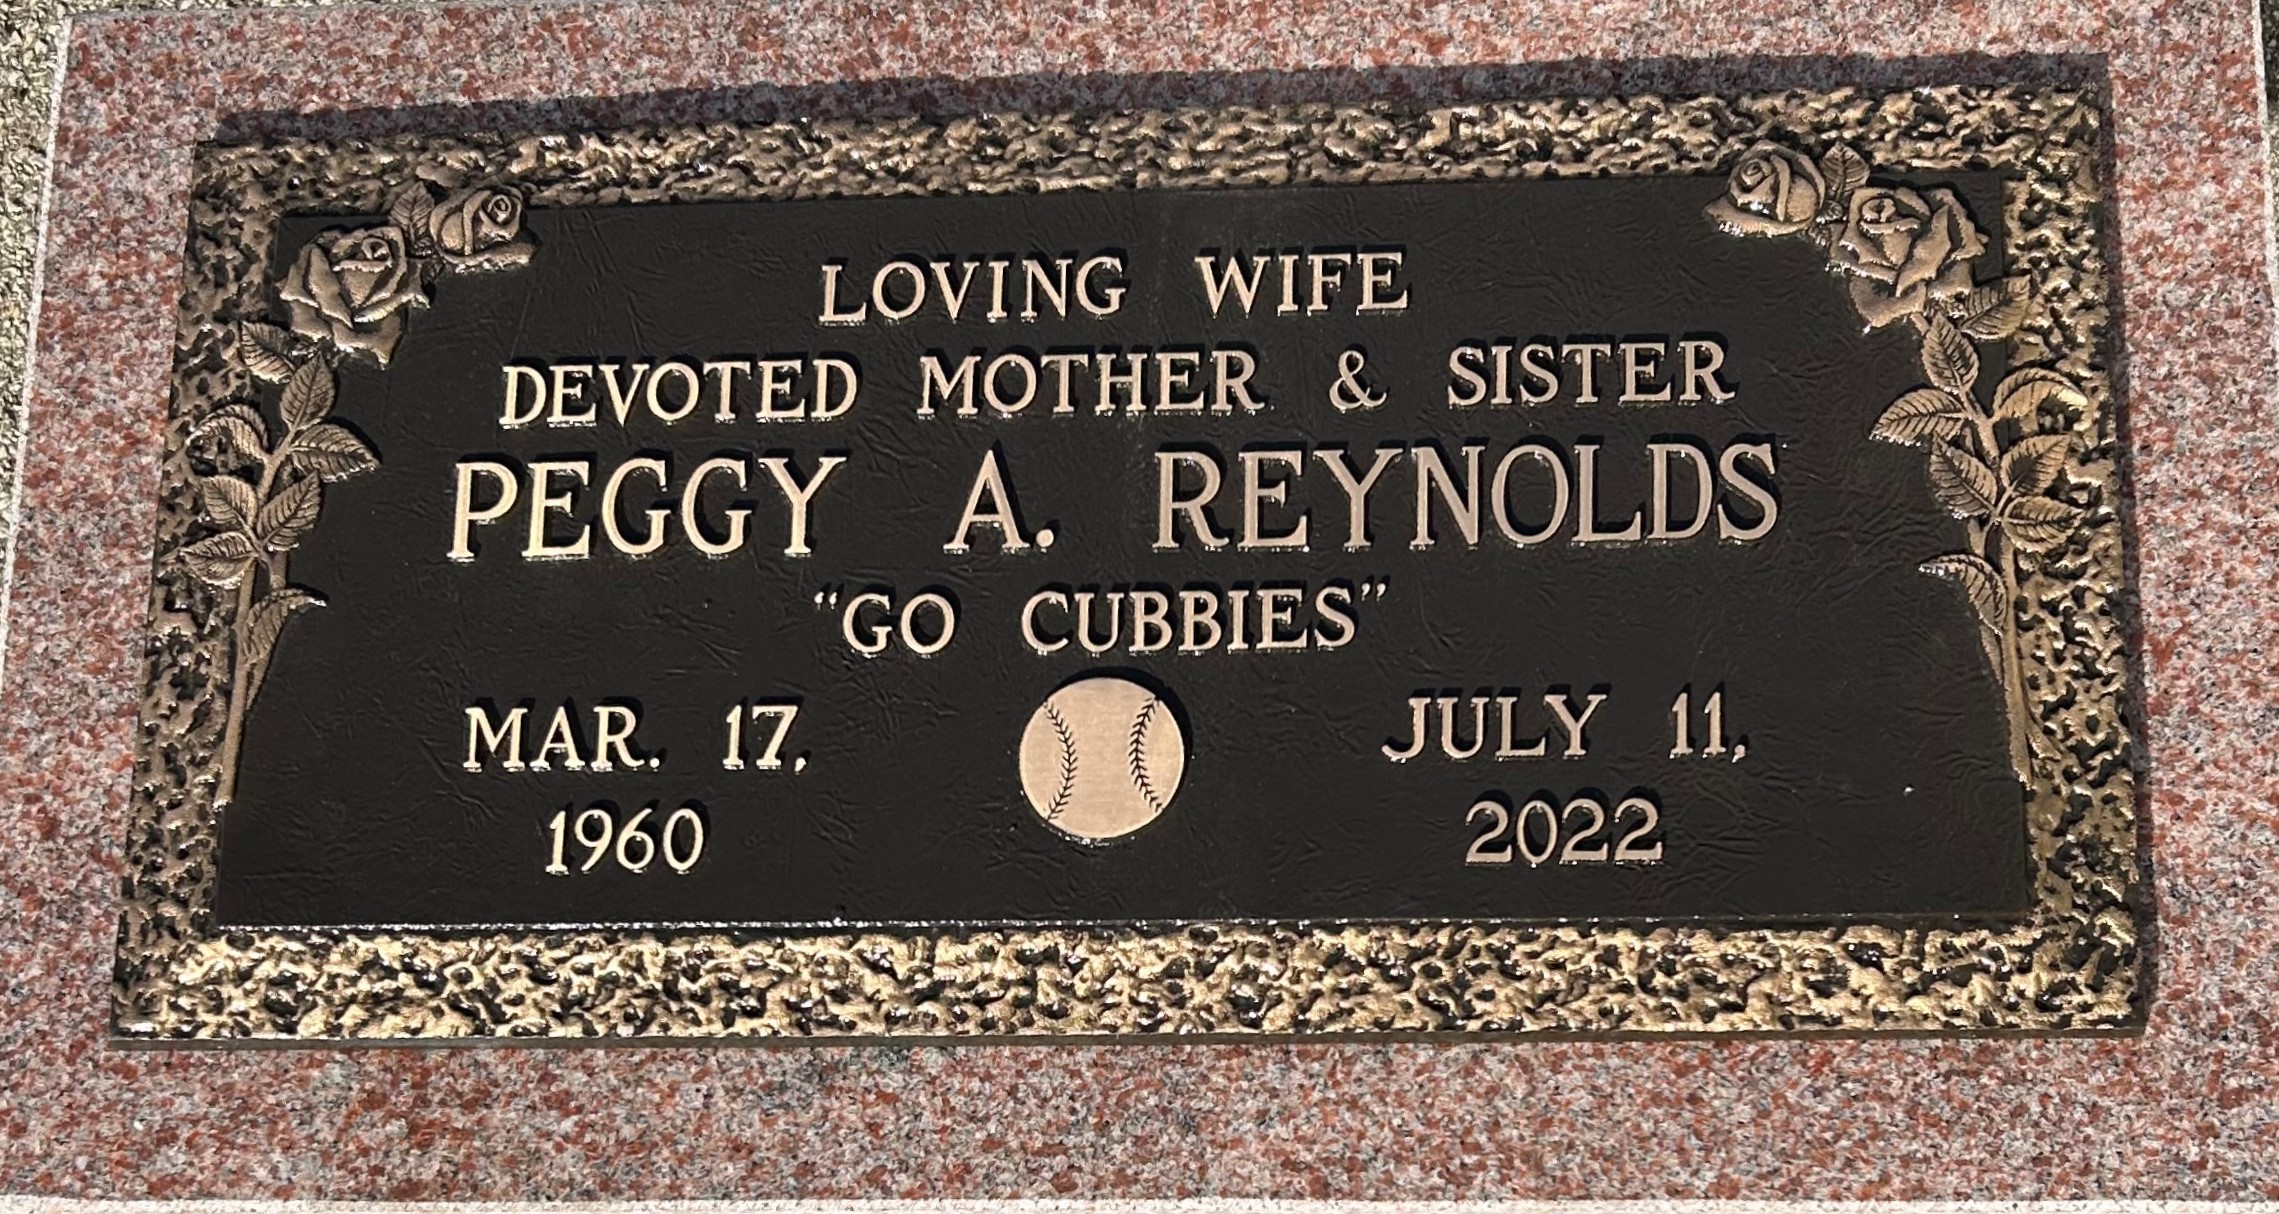 LOVING WIFE
DEVOTED MOTHER & SISTER
PEGGY A. REYNOLDS
“GO CUBBIES”
MAR. 17,
1960
JULY 11,
2022